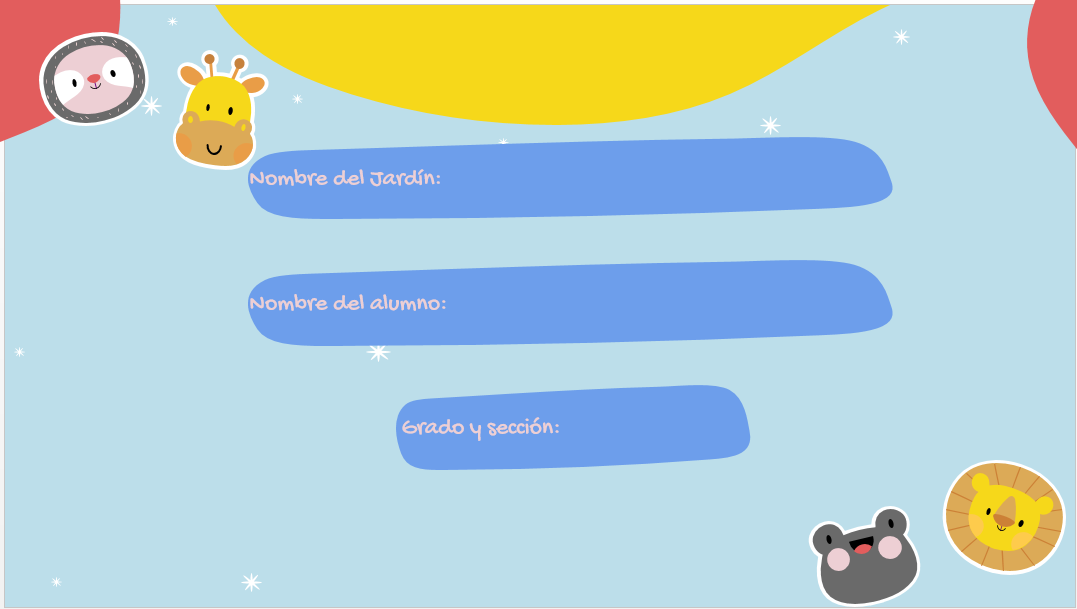 Nombre del Jardín:
Nombre del alumno:
Grado y sección: